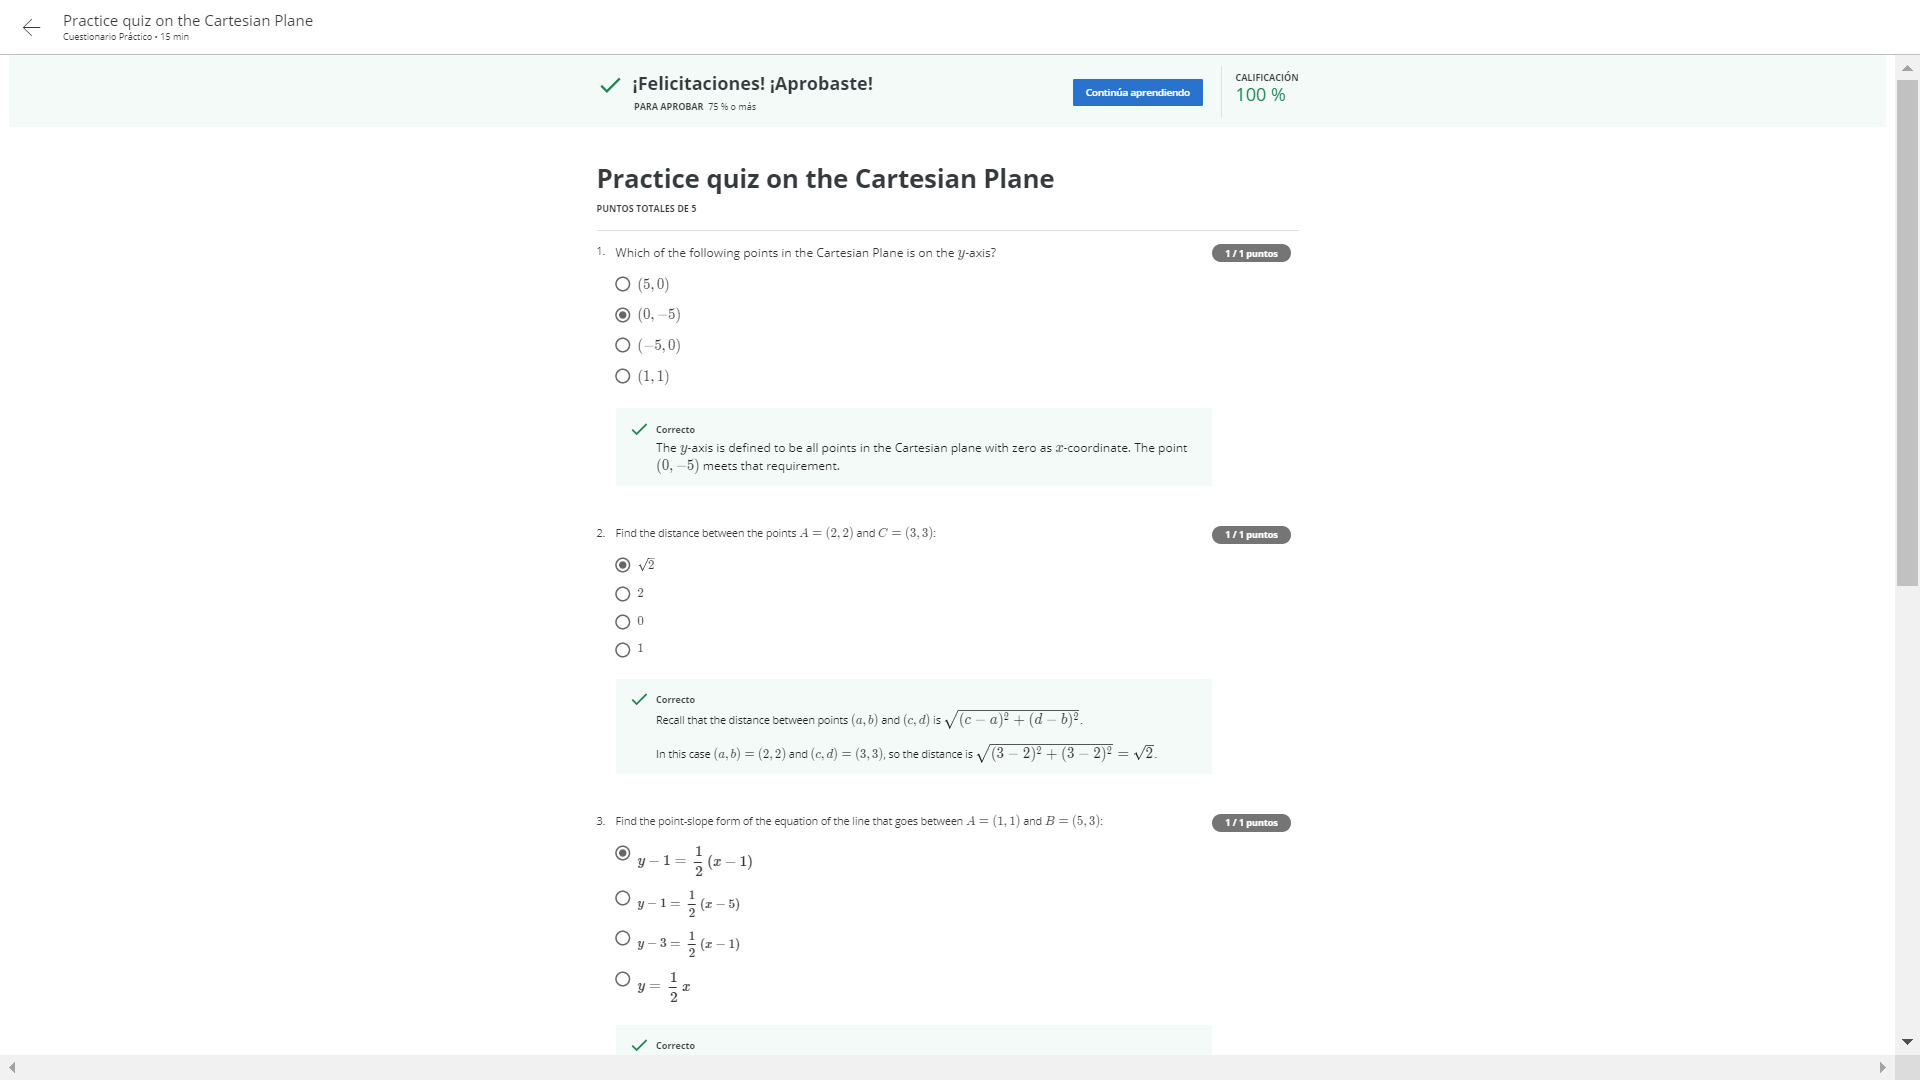 Practice quiz on the Cartesian Plane
Cuestionario Práctico • 15 min
¡Felicitaciones! ¡Aprobaste!
PARA APROBAR 75 % o más
Continúa aprendiendo
CALIFICACIÓN
100 %
Practice quiz on the Cartesian Plane
PUNTOS TOTALES DE 5
1. Which of the following points in the Cartesian Plane is on the y-axis?
1 / 1 puntos
(5, 0)
(0, −5)
(−5, 0)
(1, 1)
Correcto
The y-axis is defined to be all points in the Cartesian plane with zero as x-coordinate. The point
(0, −5) meets that requirement.
2. Find the distance between the points A = (2, 2) and C = (3, 3):
1 / 1 puntos
√2
2
0
1
Correcto
Recall that the distance between points (a, b) and (c, d) is √(c − a)² + (d − b)².
In this case (a, b) = (2, 2) and (c, d) = (3, 3), so the distance is √(3 − 2)² + (3 − 2)² = √2.
3. Find the point-slope form of the equation of the line that goes between A = (1, 1) and B = (5, 3):
1 / 1 puntos
y − 1 = 1/2 (x − 1)
y − 1 = 1/2 (x − 5)
y − 3 = 1/2 (x − 1)
y = 1/2 x
Correcto